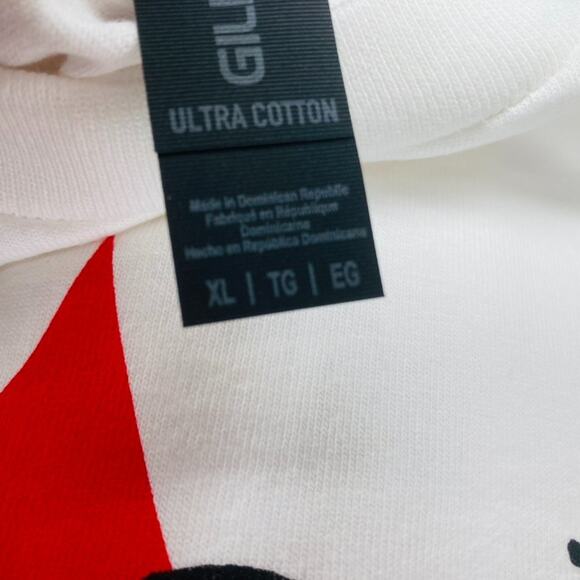 GIL
ULTRA COTTON
Made in Dominican Republic
Fabriqué en République
Dominicaine
Hecho en República Dominicana
XL | TG | EG